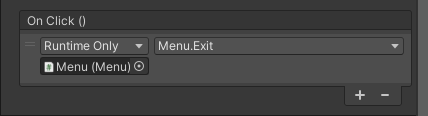 On Click ()
Runtime Only Menu.Exit
# Menu (Menu)
+ -